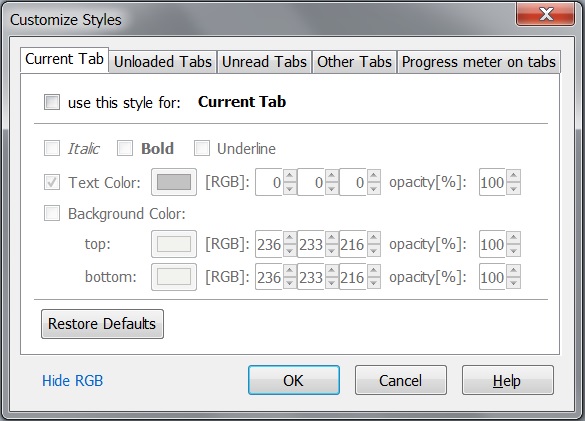 Customize Styles
Current Tab Unloaded Tabs Unread Tabs Other Tabs Progress meter on tabs
use this style for: Current Tab
Italic Bold Underline
Text Color: [RGB]: 0 0 0 opacity[%]: 100
Background Color:
top: [RGB]: 236 233 216 opacity[%]: 100
bottom: [RGB]: 236 233 216 opacity[%]: 100
Restore Defaults
Hide RGB OK Cancel Help